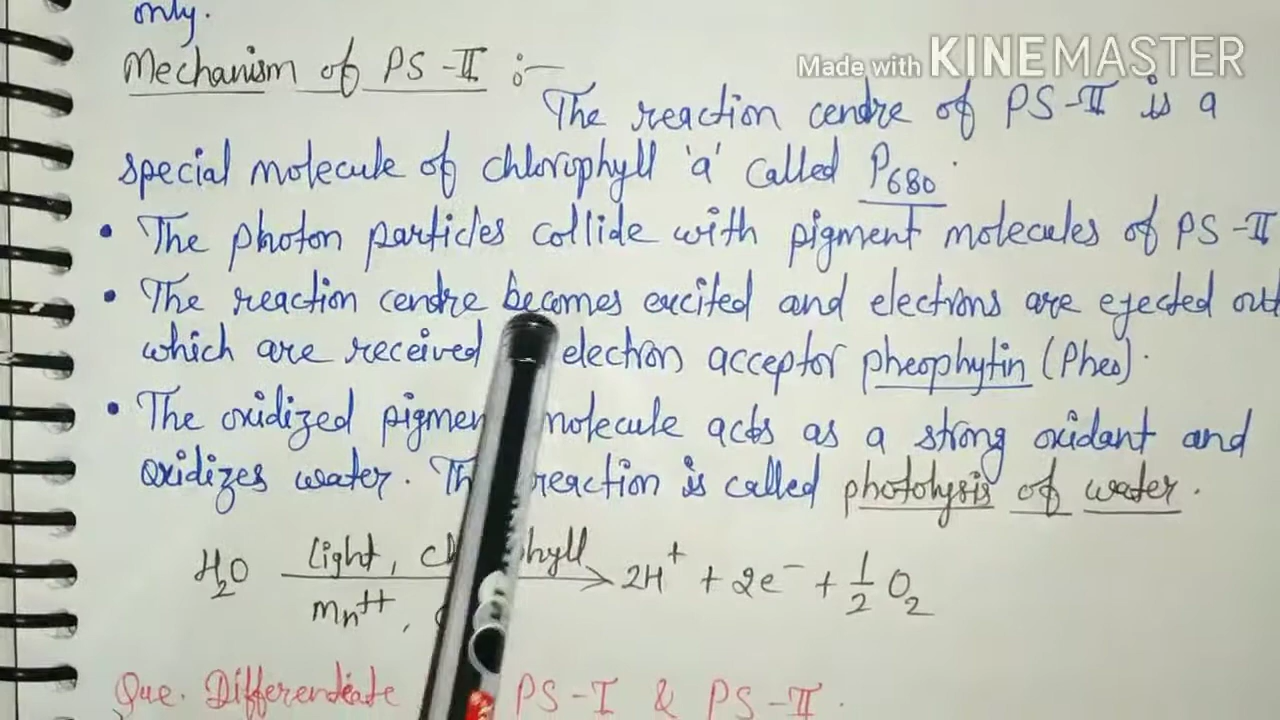 only.
Made with KINEMASTER
Mechanism of PS-II :-
The reaction centre of PS-II is a
special molecule of chlorophyll 'a' called P680.
• The photon particles collide with pigment molecules of PS-II
• The reaction centre becomes excited and electrons are ejected out
which are received electron acceptor pheophytin (Pheo).
• The oxidized molecule acts as a strong oxidant and
oxidizes water. reaction is called photolysis of water.
light,
H2O → 2H+ + 2e- + 1/2 O2
Mn++,
Que. Differentiate PS-I & PS-II.